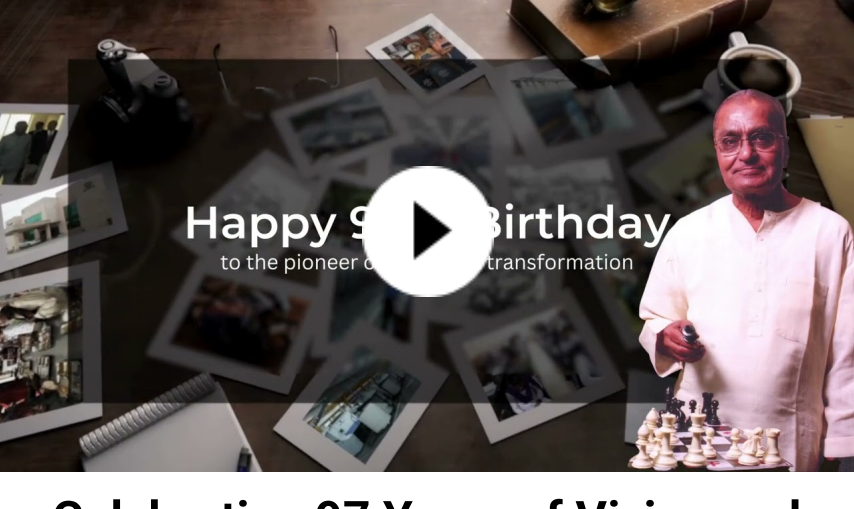 Happy Birthday
to the pioneer transformation
Celebrating 97 Years of Vision and